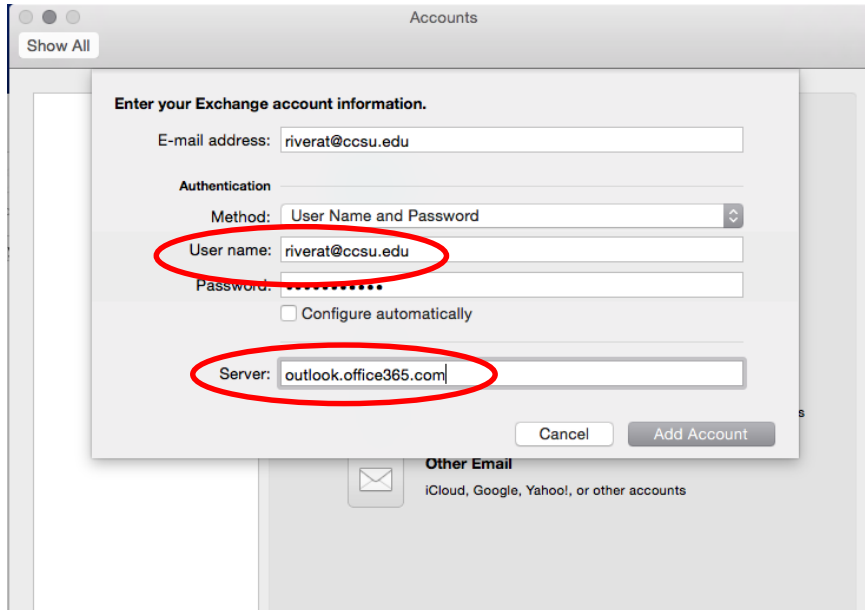 Accounts
Show All
Enter your Exchange account information.
E-mail address: riverat@ccsu.edu
Authentication
Method: User Name and Password
User name: riverat@ccsu.edu
Password: •••••••••••
Configure automatically
Server: outlook.office365.com
Cancel Add Account
s
Other Email
iCloud, Google, Yahoo!, or other accounts